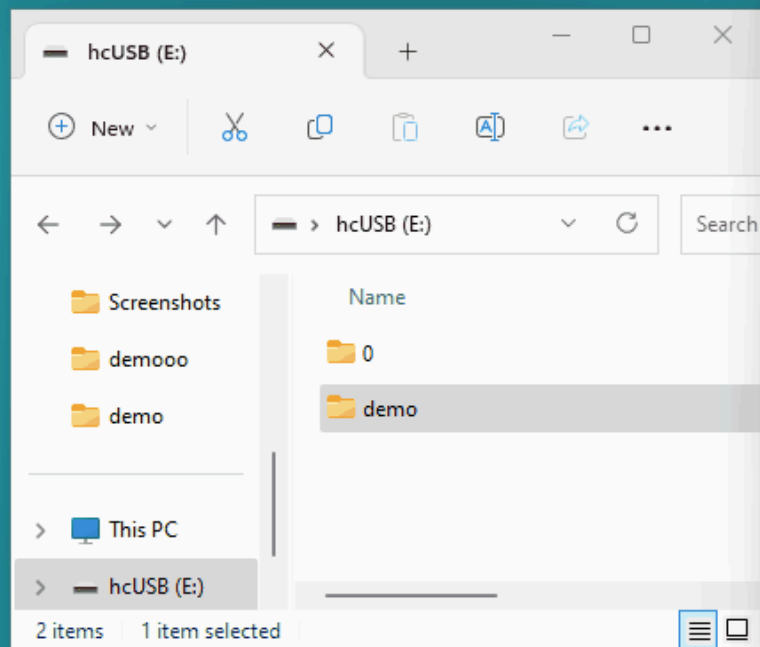 hcUSB (E:)
New
hcUSB (E:)
Search
Screenshots
demooo
demo
This PC
hcUSB (E:)
Name
0
demo
2 items
1 item selected